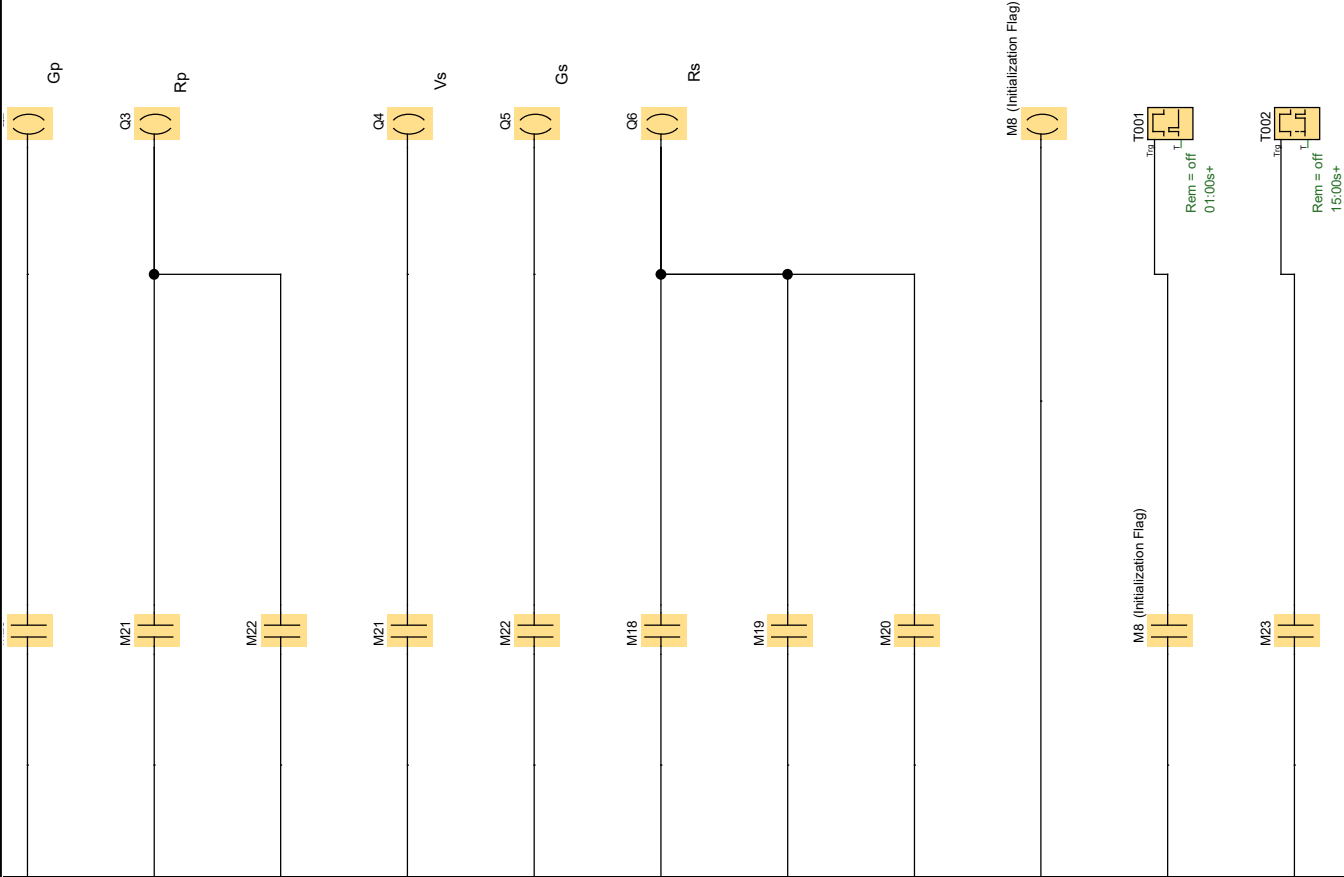 Gp
Q3
Rp
Q4
Vs
Q5
Gs
Q6
Rs
M8 (Initialization Flag)
T001
Trg
T
Rem = off
01:00s+
T002
Trg
T
Rem = off
15:00s+
M21
M22
M21
M22
M18
M19
M20
M8 (Initialization Flag)
M23